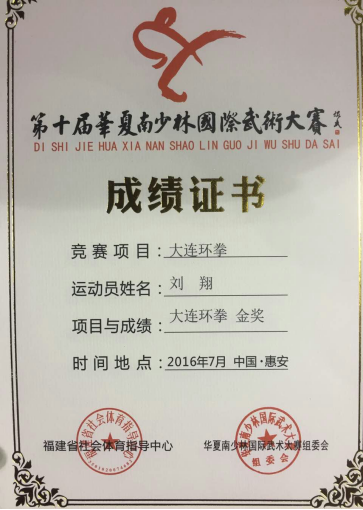 第十届華夏南少林國際武術大赛
DI SHI JIE HUA XIA NAN SHAO LIN GUO JI WU SHU DA SAI
成绩证书
竞赛项目：大连环拳
运动员姓名：刘 翔
项目与成绩：大连环拳 金奖
时间地点：2016年7月 中国·惠安
福建省社会体育指导中心
华夏南少林国际武术大赛组委会
组委会